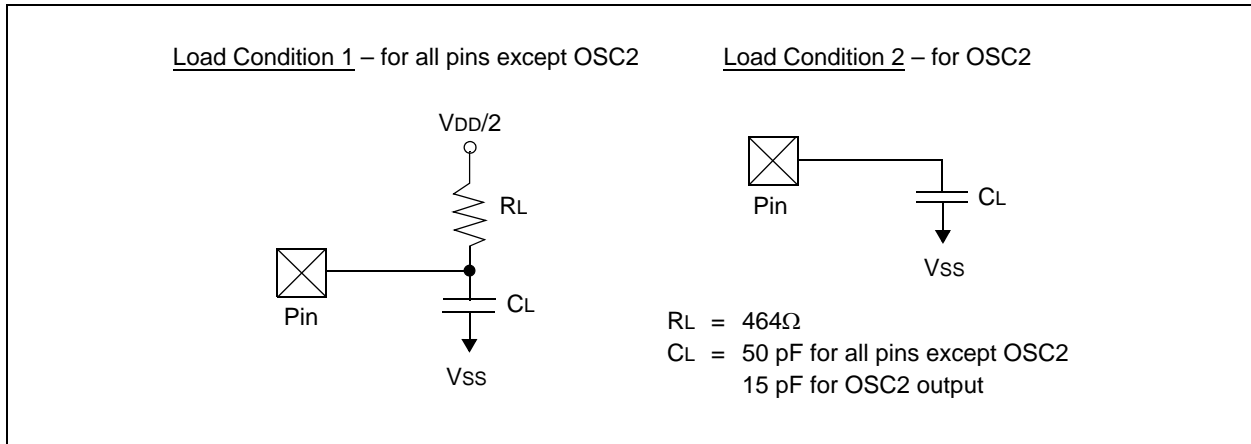 Load Condition 1 – for all pins except OSC2
Load Condition 2 – for OSC2
VDD/2
RL
Pin
CL
VSS
Pin
CL
VSS
RL = 464Ω
CL = 50 pF for all pins except OSC2
15 pF for OSC2 output